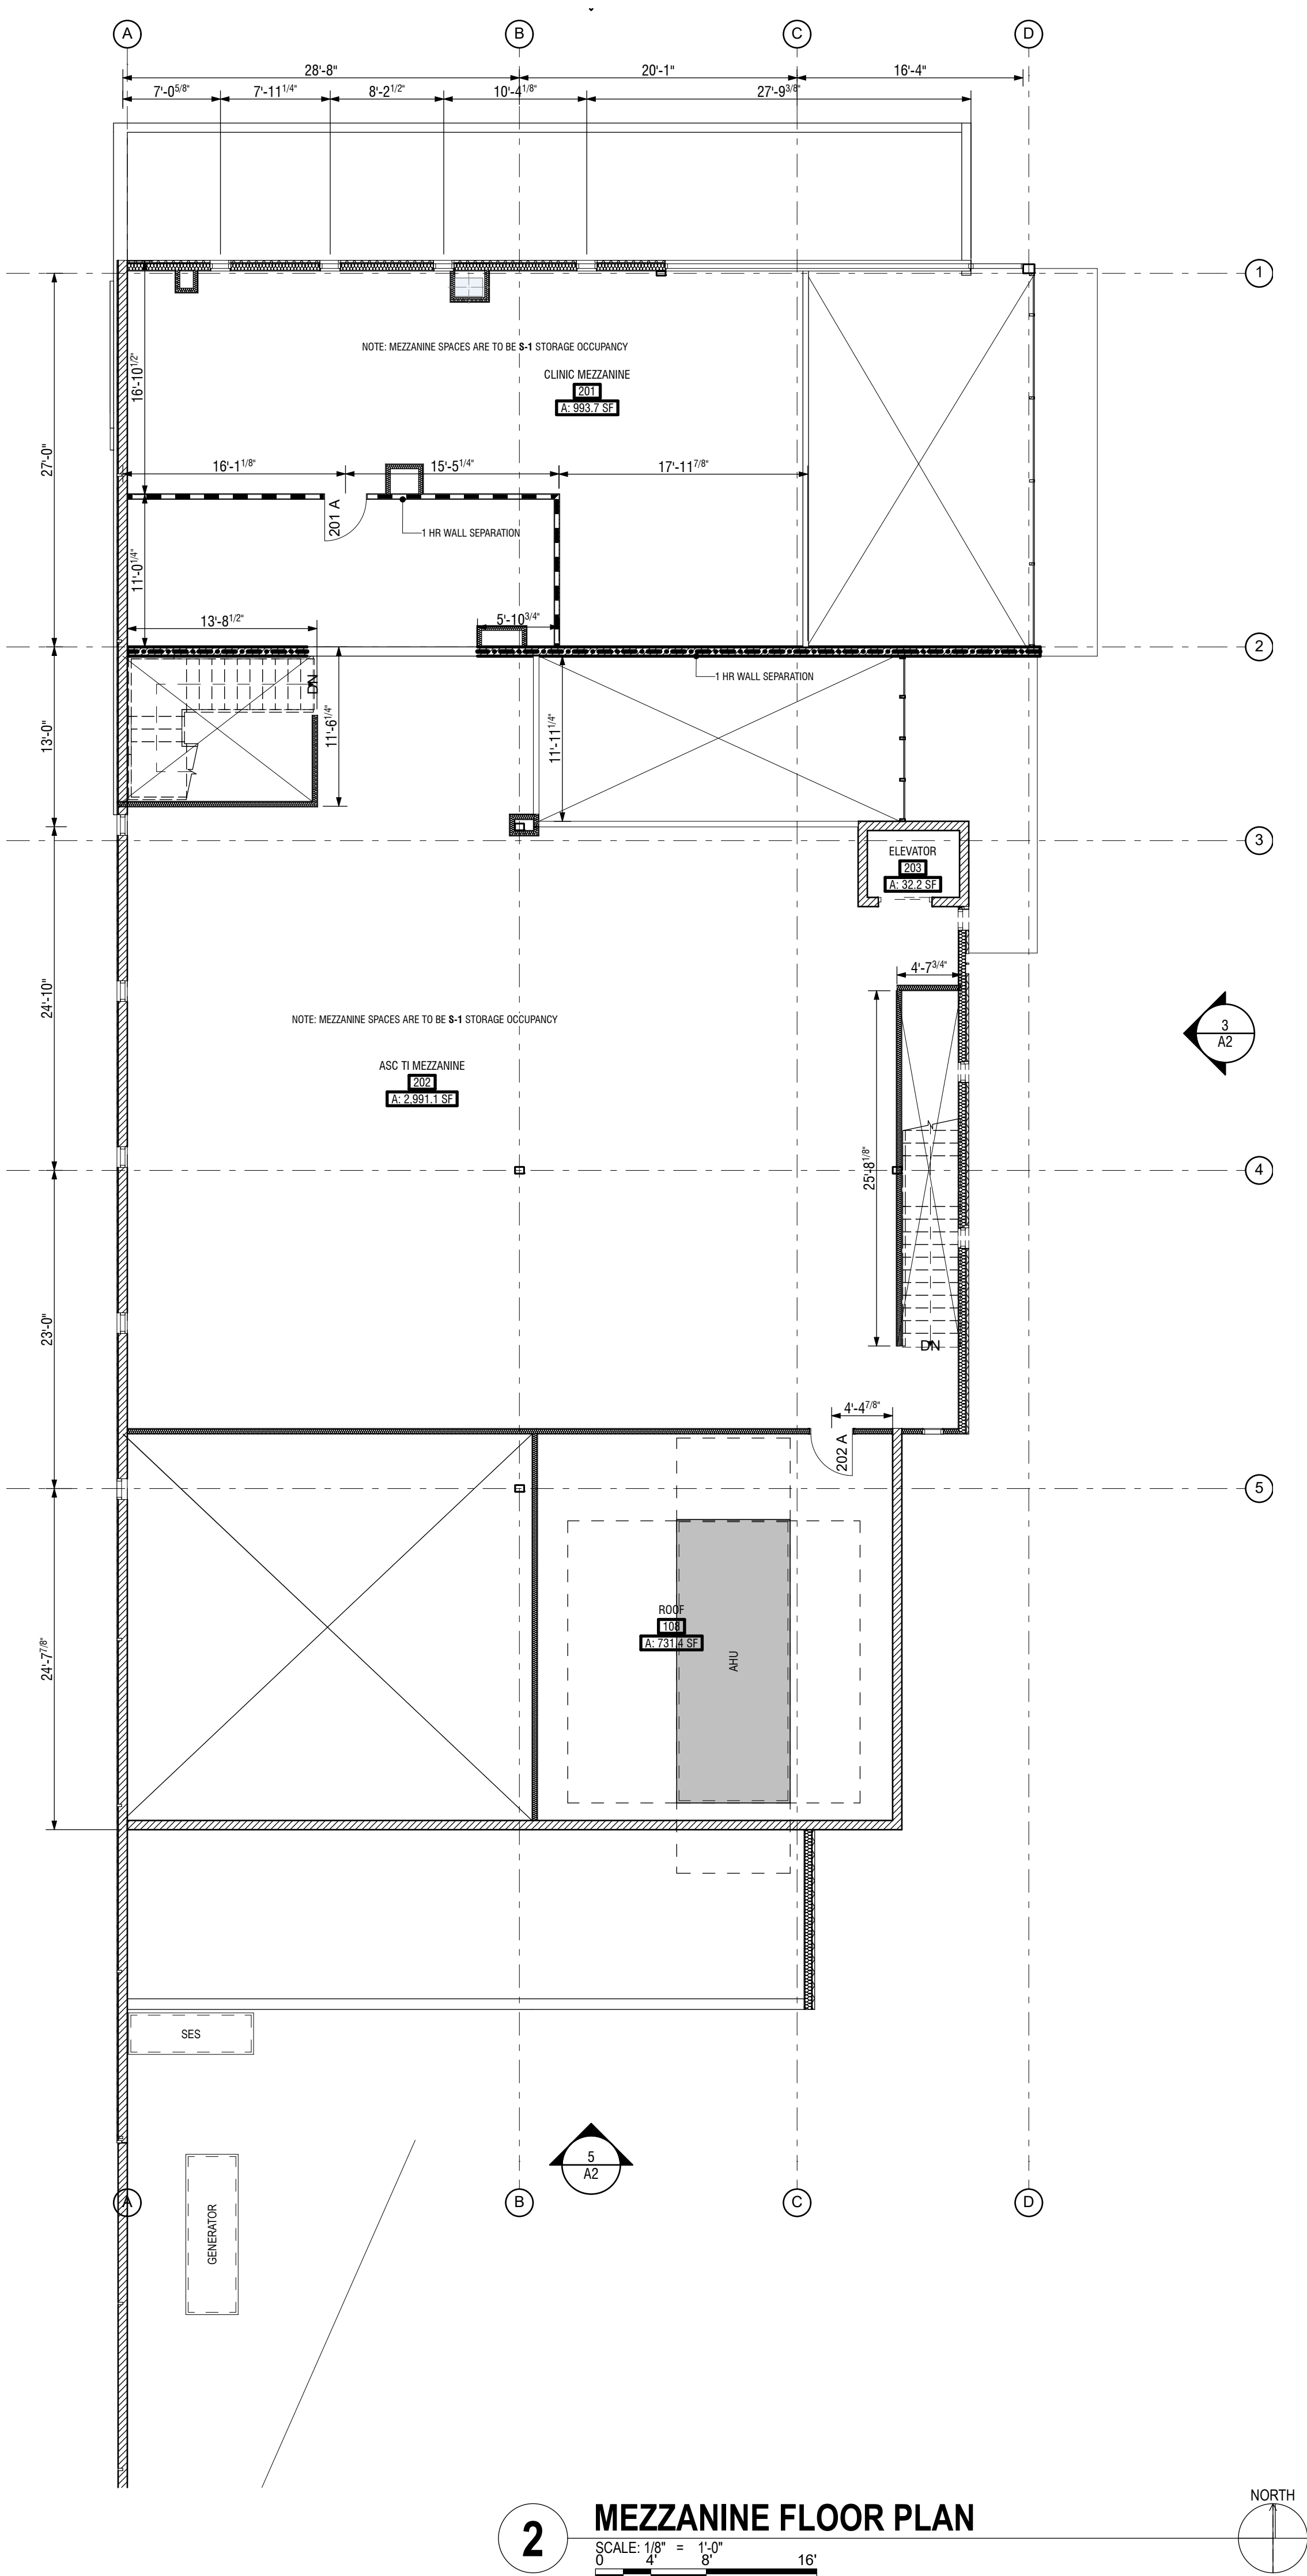 A
B
C
D
28'-8"
20'-1"
16'-4"
7'-0 5/8"
7'-11 1/4"
8'-2 1/2"
10'-4 1/8"
27'-9 3/8"
1
NOTE: MEZZANINE SPACES ARE TO BE S-1 STORAGE OCCUPANCY
CLINIC MEZZANINE
201
A: 993.7 SF
16'-10 1/2"
27'-0"
16'-1 1/8"
15'-5 1/4"
17'-11 7/8"
201 A
1 HR WALL SEPARATION
11'-0 1/4"
13'-8 1/2"
5'-10 3/4"
2
1 HR WALL SEPARATION
DN
11'-6 1/4"
11'-11 1/4"
13'-0"
3
ELEVATOR
203
A: 32.2 SF
4'-7 3/4"
24'-10"
NOTE: MEZZANINE SPACES ARE TO BE S-1 STORAGE OCCUPANCY
3
A2
ASC TI MEZZANINE
202
A: 2,991.1 SF
25'-8 1/8"
4
23'-0"
DN
4'-4 7/8"
202 A
5
ROOF
108
A: 731.4 SF
AHU
24'-7 7/8"
SES
5
A2
A
B
C
D
GENERATOR
2
MEZZANINE FLOOR PLAN
SCALE: 1/8" = 1'-0"
0 4' 8' 16'
NORTH